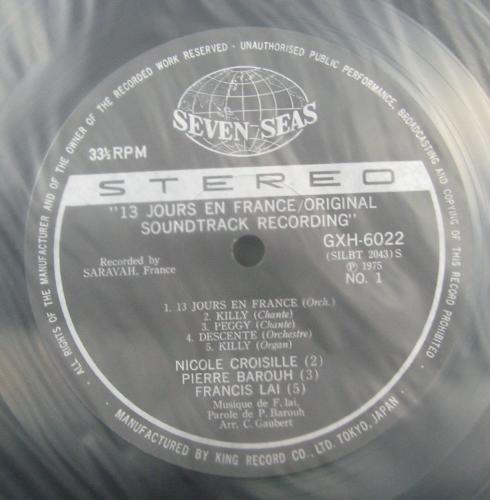 ALL RIGHTS OF THE MANUFACTURER AND OF THE OWNER OF THE RECORDED WORK RESERVED · UNAUTHORISED PUBLIC PERFORMANCE, BROADCASTING AND COPYING OF THIS RECORD PROHIBITED ·
SEVEN SEAS
33⅓ RPM
STEREO
"13 JOURS EN FRANCE/ORIGINAL
SOUNDTRACK RECORDING"
GXH-6022
(SILBT 2043) S
Ⓟ 1975
NO. 1
Recorded by
SARAVAH, France
1. 13 JOURS EN FRANCE (Orch.)
2. KILLY (Chante)
3. PEGGY (Chante)
4. DESCENTE (Orchestre)
5. KILLY (Organ)
NICOLE CROISILLE (2)
PIERRE BAROUH (3)
FRANCIS LAI (5)
Musique de F. lai,
Parole de P. Barouh
Arr. C. Gaubert
· MANUFACTURED BY KING RECORD CO., LTD. TOKYO, JAPAN ·